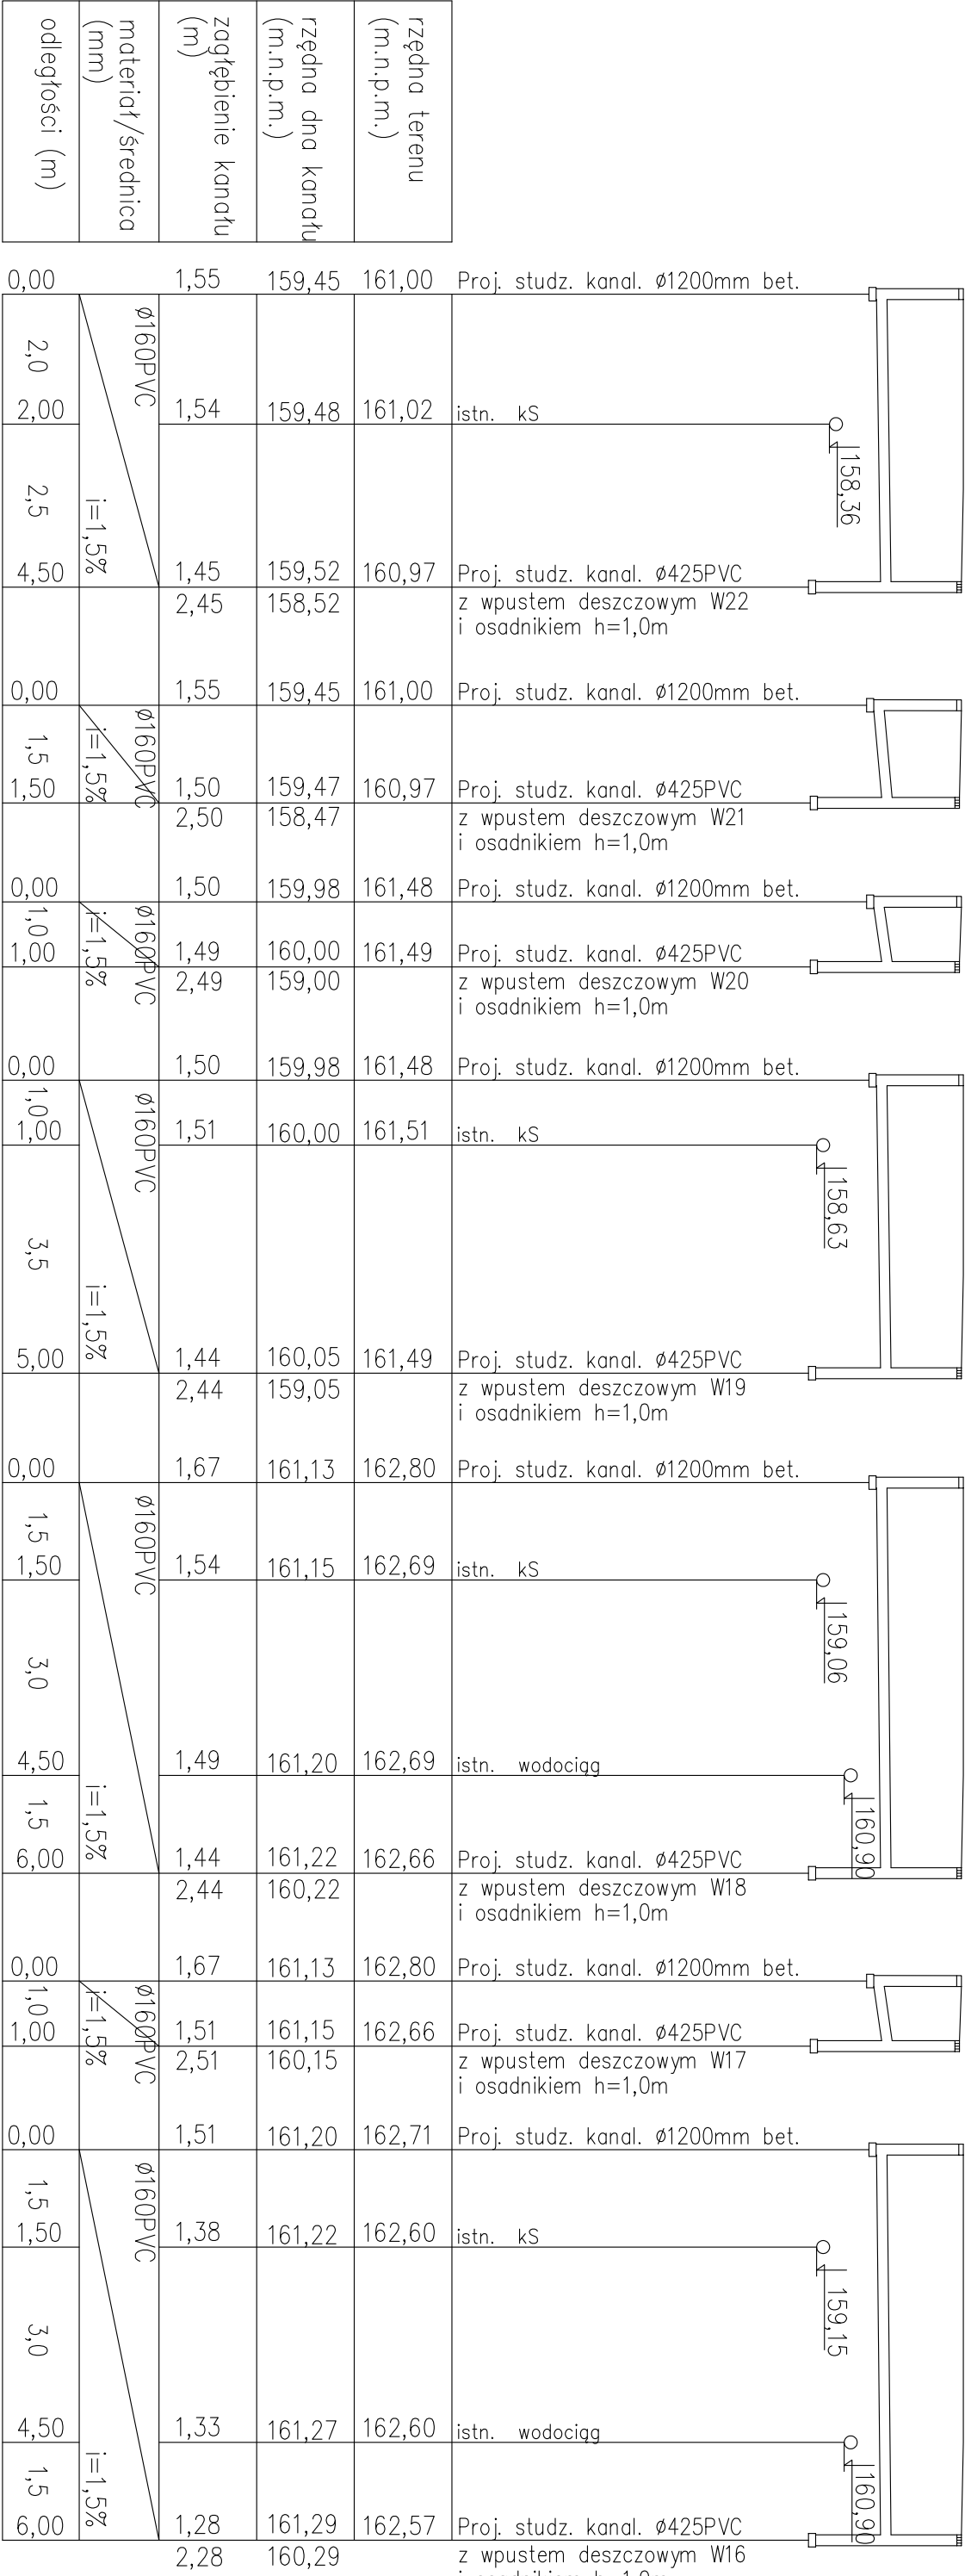 rzędna terenu
(m.n.p.m.)
rzędna dna kanału
(m.n.p.m.)
zagłębienie kanału
(m)
materiał/średnica
(mm)
odległości (m)
0,00 1,55 159,45 161,00 Proj. studz. kanal. ø1200mm bet.
ø160PVC
2,0
2,00 1,54 159,48 161,02 istn. kS
158,36
2,5
i=1,5%
4,50 1,45 159,52 160,97 Proj. studz. kanal. ø425PVC
2,45 158,52 z wpustem deszczowym W22
i osadnikiem h=1,0m
0,00 1,55 159,45 161,00 Proj. studz. kanal. ø1200mm bet.
1,5 i=1,5% ø160PVC
1,50 1,50 159,47 160,97 Proj. studz. kanal. ø425PVC
2,50 158,47 z wpustem deszczowym W21
i osadnikiem h=1,0m
0,00 1,50 159,98 161,48 Proj. studz. kanal. ø1200mm bet.
1,0 i=1,5% ø160PVC
1,00 1,49 160,00 161,49 Proj. studz. kanal. ø425PVC
2,49 159,00 z wpustem deszczowym W20
i osadnikiem h=1,0m
0,00 1,50 159,98 161,48 Proj. studz. kanal. ø1200mm bet.
1,0 ø160PVC
1,00 1,51 160,00 161,51 istn. kS
158,63
3,5
i=1,5%
5,00 1,44 160,05 161,49 Proj. studz. kanal. ø425PVC
2,44 159,05 z wpustem deszczowym W19
i osadnikiem h=1,0m
0,00 1,67 161,13 162,80 Proj. studz. kanal. ø1200mm bet.
1,5 ø160PVC
1,50 1,54 161,15 162,69 istn. kS
159,06
3,0
4,50 1,49 161,20 162,69 istn. wodociąg
160,90
1,5 i=1,5%
6,00 1,44 161,22 162,66 Proj. studz. kanal. ø425PVC
2,44 160,22 z wpustem deszczowym W18
i osadnikiem h=1,0m
0,00 1,67 161,13 162,80 Proj. studz. kanal. ø1200mm bet.
1,0 i=1,5% ø160PVC
1,00 1,51 161,15 162,66 Proj. studz. kanal. ø425PVC
2,51 160,15 z wpustem deszczowym W17
i osadnikiem h=1,0m
0,00 1,51 161,20 162,71 Proj. studz. kanal. ø1200mm bet.
1,5 ø160PVC
1,50 1,38 161,22 162,60 istn. kS
159,15
3,0
4,50 1,33 161,27 162,60 istn. wodociąg
160,90
1,5 i=1,5%
6,00 1,28 161,29 162,57 Proj. studz. kanal. ø425PVC
2,28 160,29 z wpustem deszczowym W16